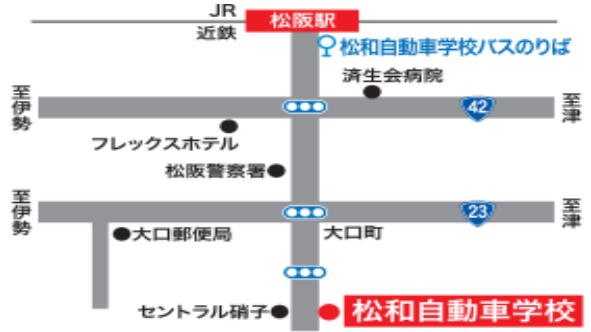 JR
松阪駅
近鉄
松和自動車学校バスのりば
済生会病院
至伊勢
42
至津
フレックスホテル
松阪警察署
至伊勢
23
至津
大口郵便局
大口町
セントラル硝子
松和自動車学校